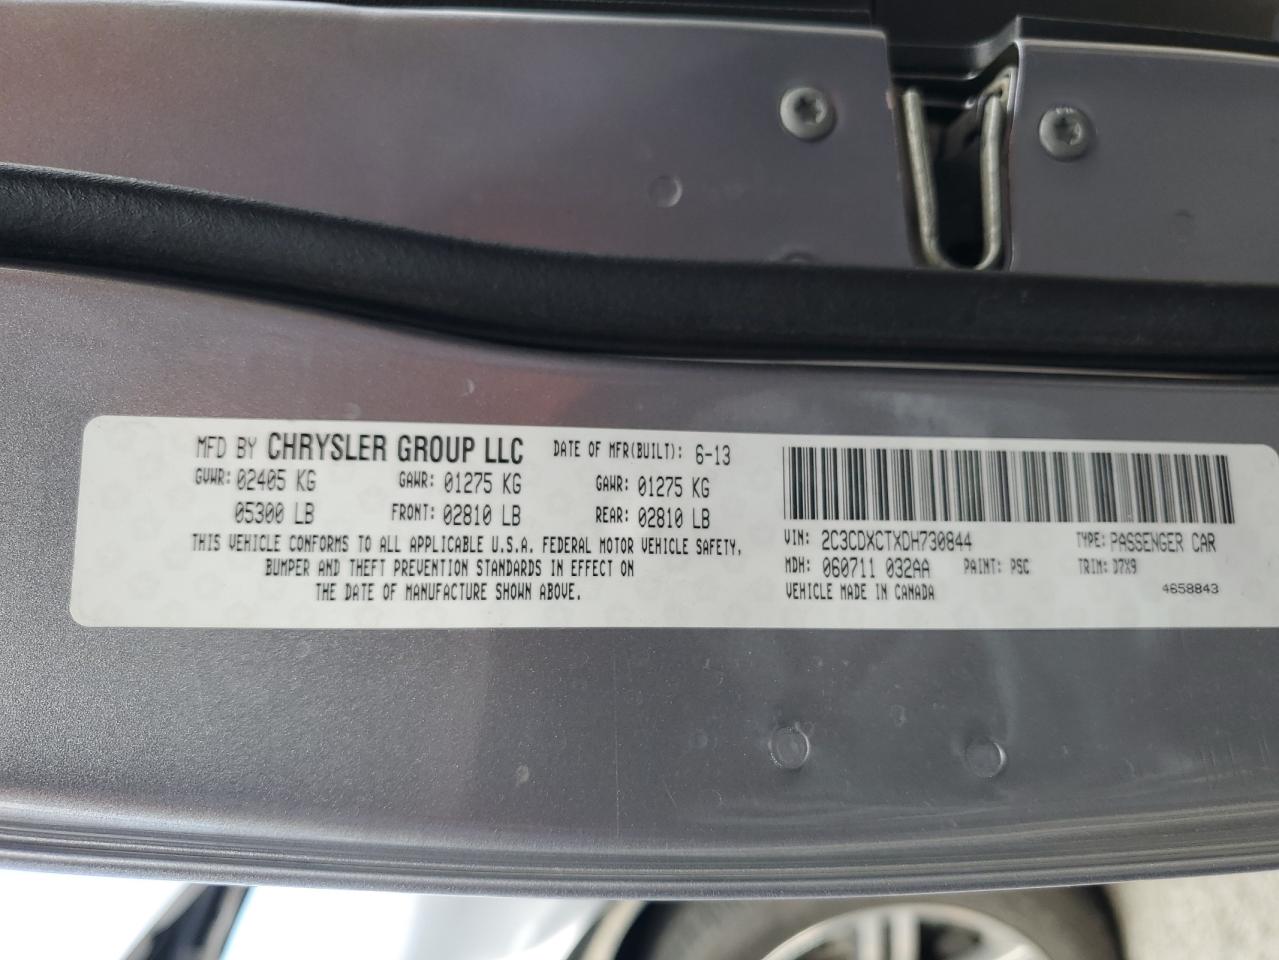 MFD BY CHRYSLER GROUP LLC DATE OF MFR(BUILT): 6-13
GVWR: 02405 KG GAWR: 01275 KG GAWR: 01275 KG
05300 LB FRONT: 02810 LB REAR: 02810 LB
THIS VEHICLE CONFORMS TO ALL APPLICABLE U.S.A. FEDERAL MOTOR VEHICLE SAFETY,
BUMPER AND THEFT PREVENTION STANDARDS IN EFFECT ON
THE DATE OF MANUFACTURE SHOWN ABOVE.
VIN: 2C3CDXCTXDH730844 TYPE: PASSENGER CAR
MDH: 060711 032AA PAINT: PSC TRIM: D7X9
VEHICLE MADE IN CANADA 4658843